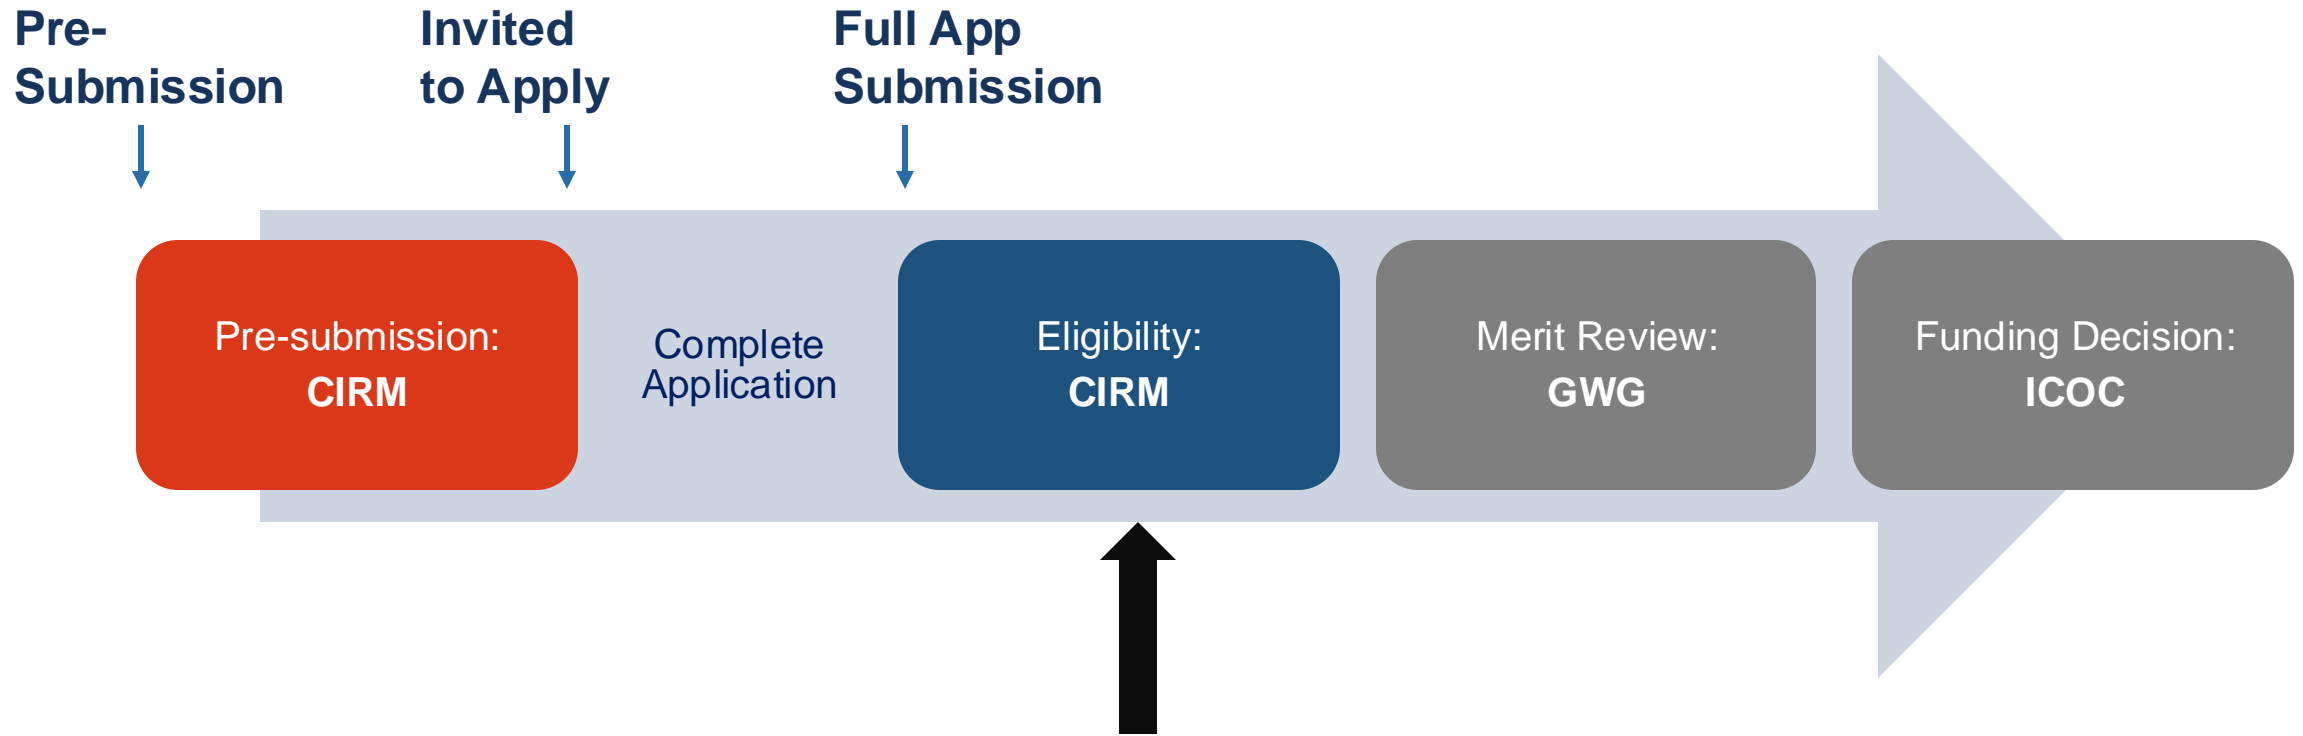 Pre-
Submission
Invited
to Apply
Full App
Submission
Pre-submission:
CIRM
Complete
Application
Eligibility:
CIRM
Merit Review:
GWG
Funding Decision:
ICOC